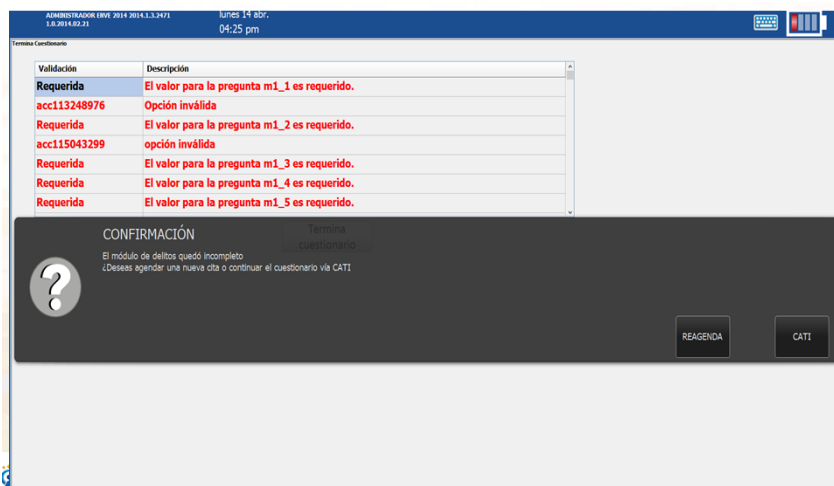 ADMINISTRADOR ENVE 2014 2014.1.3.2471
1.0.2014.02.21
lunes 14 abr.
04:25 pm
Termina Cuestionario
Validación Descripción
Requerida El valor para la pregunta m1_1 es requerido.
acc113248976 Opción inválida
Requerida El valor para la pregunta m1_2 es requerido.
acc115043299 opción inválida
Requerida El valor para la pregunta m1_3 es requerido.
Requerida El valor para la pregunta m1_4 es requerido.
Requerida El valor para la pregunta m1_5 es requerido.
Termina
cuestionario
CONFIRMACIÓN
El módulo de delitos quedó incompleto
¿Deseas agendar una nueva cita o continuar el cuestionario vía CATI
REAGENDA CATI